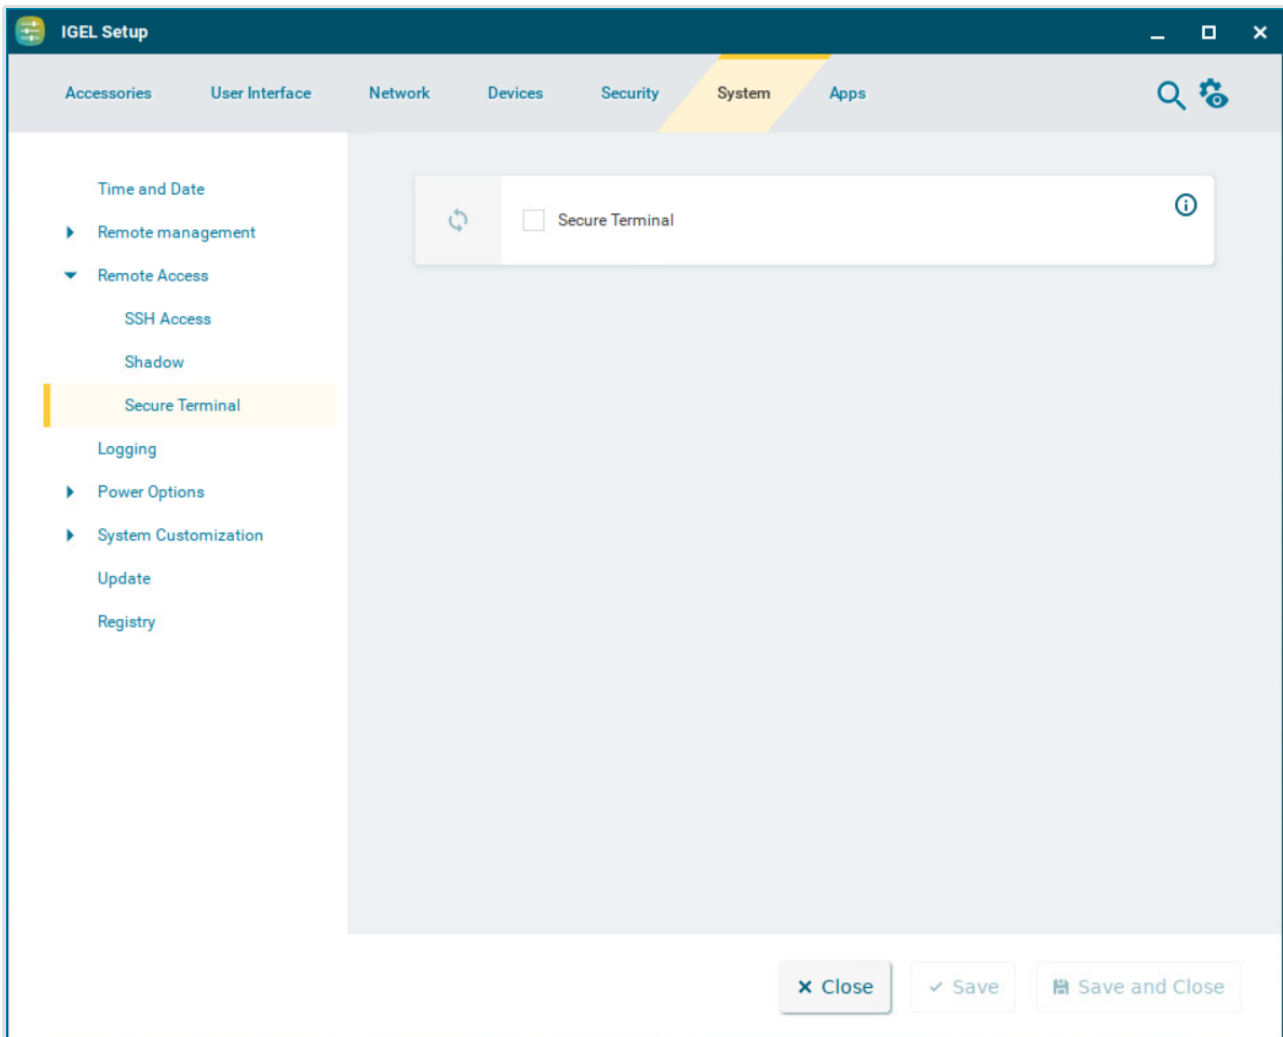 IGEL Setup
Accessories User Interface Network Devices Security System Apps
Time and Date
Remote management
Remote Access
SSH Access
Shadow
Secure Terminal
Logging
Power Options
System Customization
Update
Registry
Secure Terminal
Close Save Save and Close